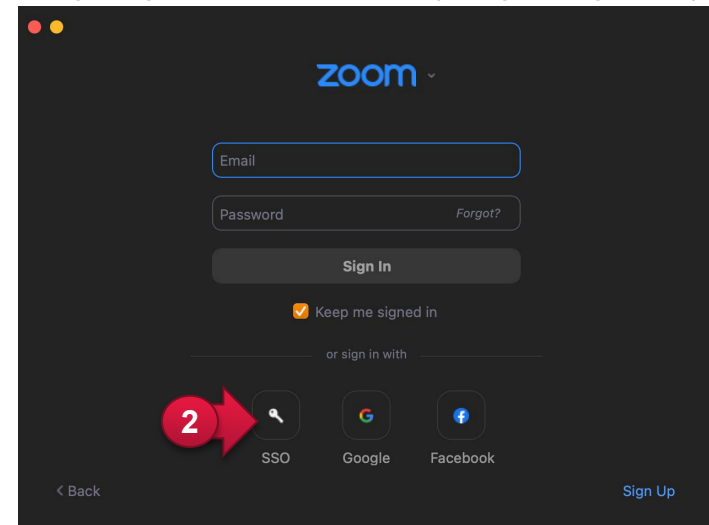 zoom
Email
Password Forgot?
Sign In
Keep me signed in
or sign in with
2
SSO Google Facebook
< Back Sign Up